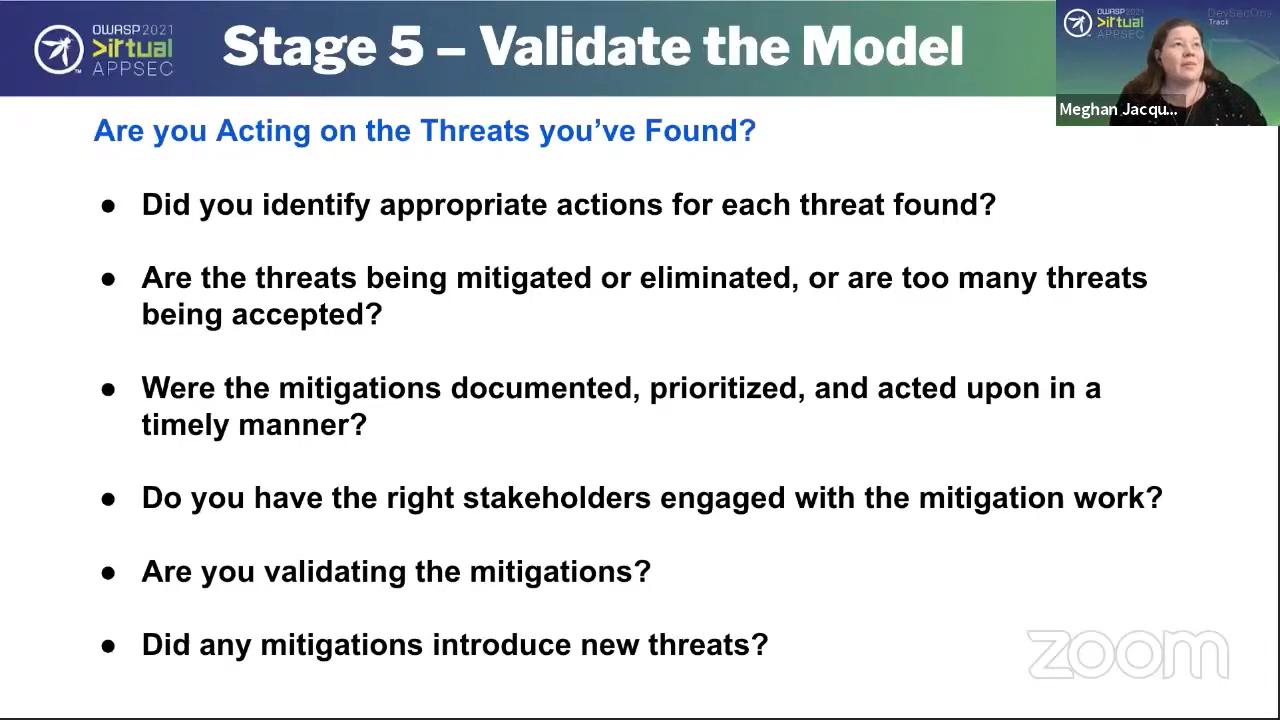 OWASP 2021
Virtual
APPSEC
Stage 5 – Validate the Model
OWASP 2021
Virtual
APPSEC
DevSecOps
Track
Meghan Jacqu...
Are you Acting on the Threats you’ve Found?
● Did you identify appropriate actions for each threat found?
● Are the threats being mitigated or eliminated, or are too many threats
being accepted?
● Were the mitigations documented, prioritized, and acted upon in a
timely manner?
● Do you have the right stakeholders engaged with the mitigation work?
● Are you validating the mitigations?
● Did any mitigations introduce new threats?
zoom